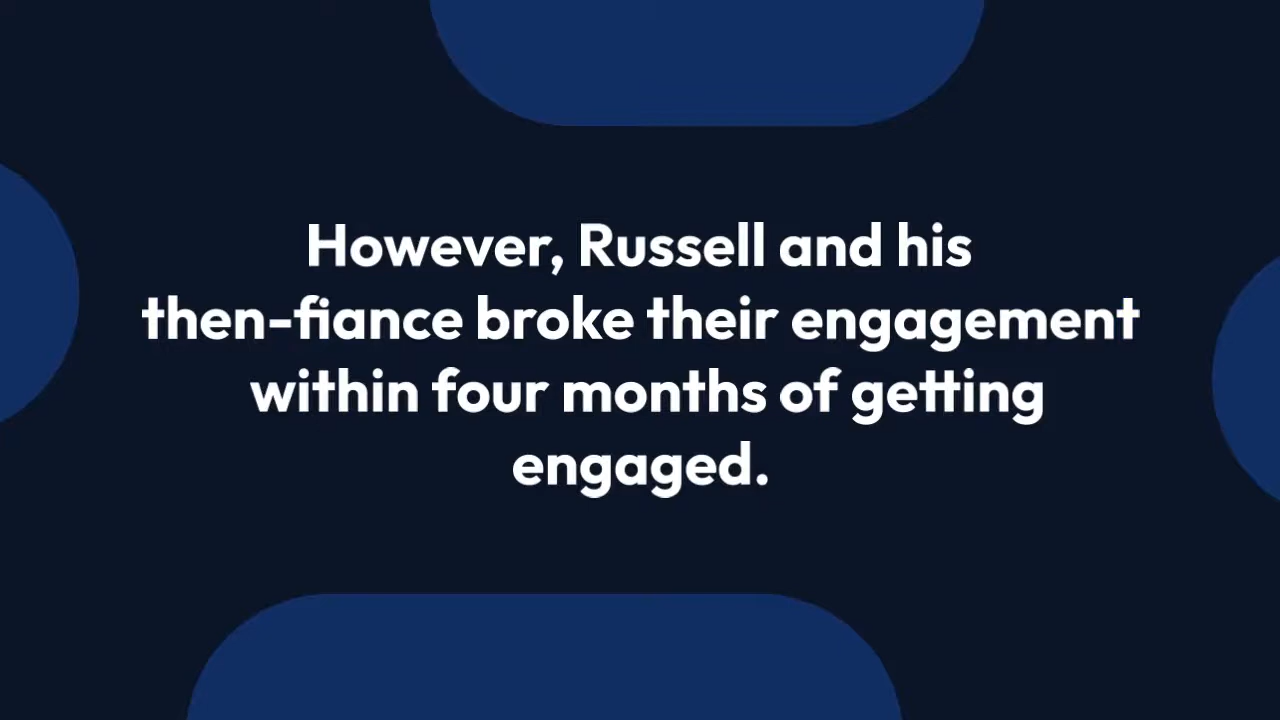 However, Russell and his
then-fiance broke their engagement
within four months of getting
engaged.